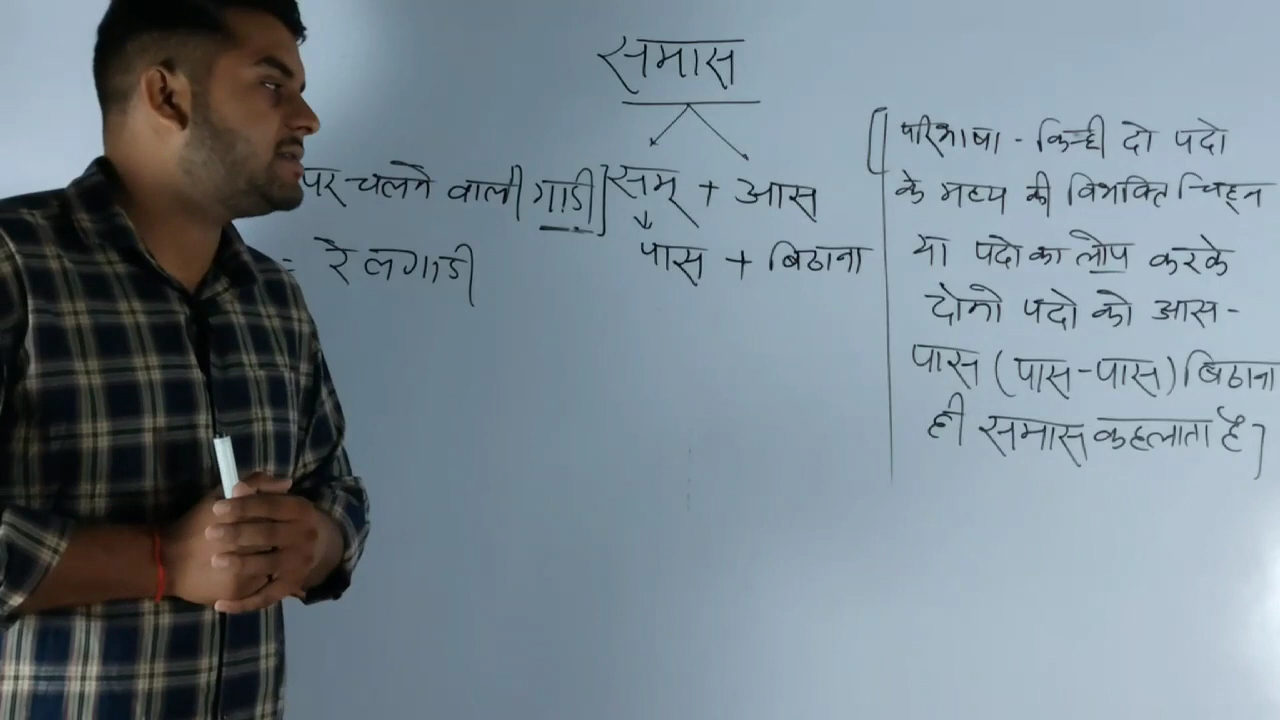 समास
पर चलने वाली गाडी] सम् + आस
= रेलगाडी
पास + बिठाना
[परिभाषा - किन्ही दो पदो
के मध्य की विभक्ति चिह्न
या पदो का लोप करके
दोनो पदो को आस-
पास (पास-पास) बिठाना
ही समास कहलाता है]